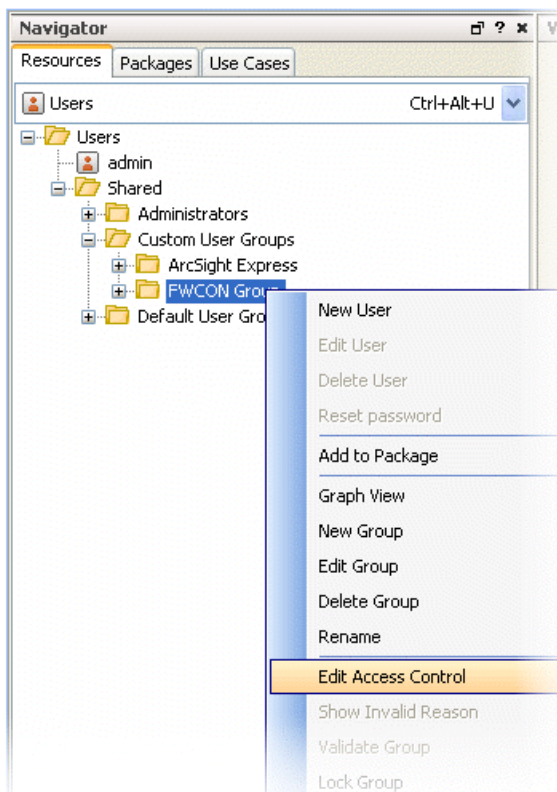 Navigator
Resources Packages Use Cases
Users Ctrl+Alt+U
Users
admin
Shared
Administrators
Custom User Groups
ArcSight Express
FWCON Group
Default User Gro
New User
Edit User
Delete User
Reset password
Add to Package
Graph View
New Group
Edit Group
Delete Group
Rename
Edit Access Control
Show Invalid Reason
Validate Group
Lock Group